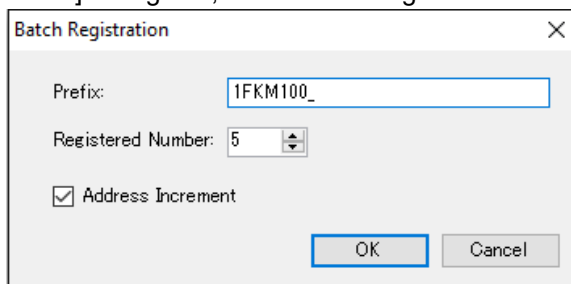 Batch Registration
Prefix: 1FKM100_
Registered Number: 5
Address Increment
OK Cancel